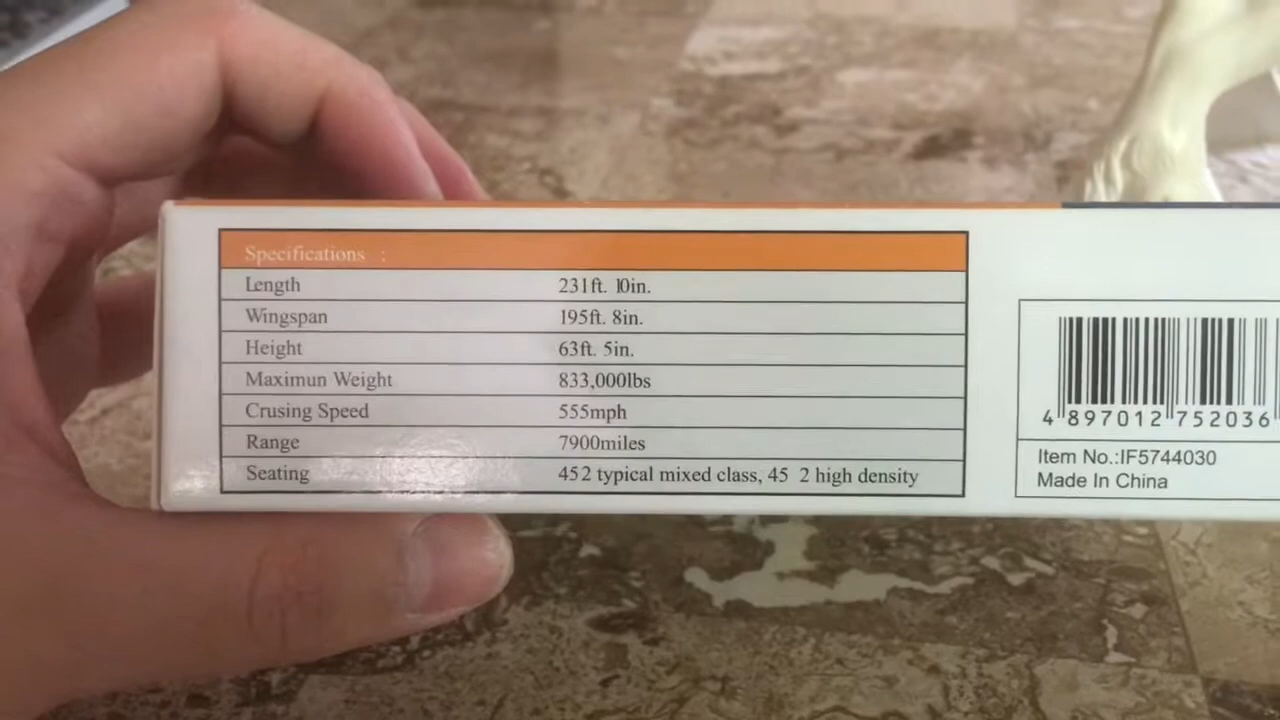 Specifications :
Length 231ft. 10in.
Wingspan 195ft. 8in.
Height 63ft. 5in.
Maximun Weight 833,000lbs
Crusing Speed 555mph
Range 7900miles
Seating 452 typical mixed class, 45 2 high density
4 897012 752036
Item No.:IF5744030
Made In China